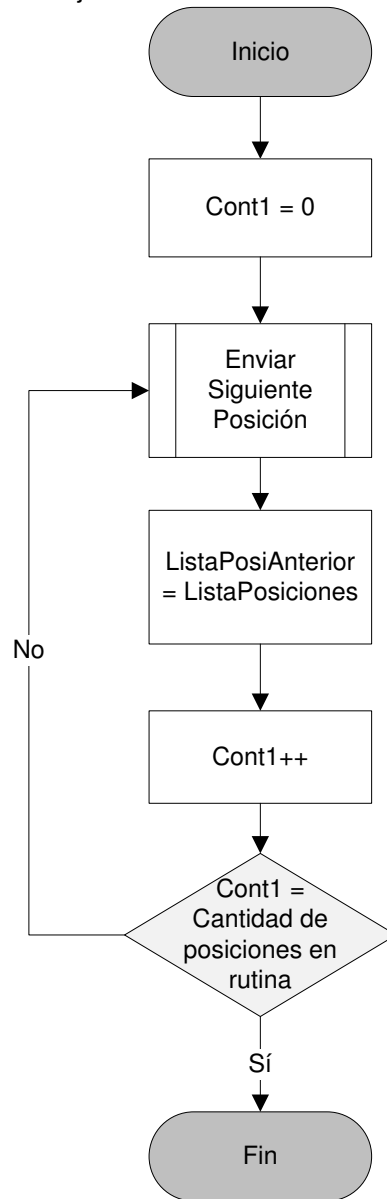 Inicio
Cont1 = 0
Enviar
Siguiente
Posición
ListaPosiAnterior
= ListaPosiciones
No
Cont1++
Cont1 =
Cantidad de
posiciones en
rutina
Sí
Fin